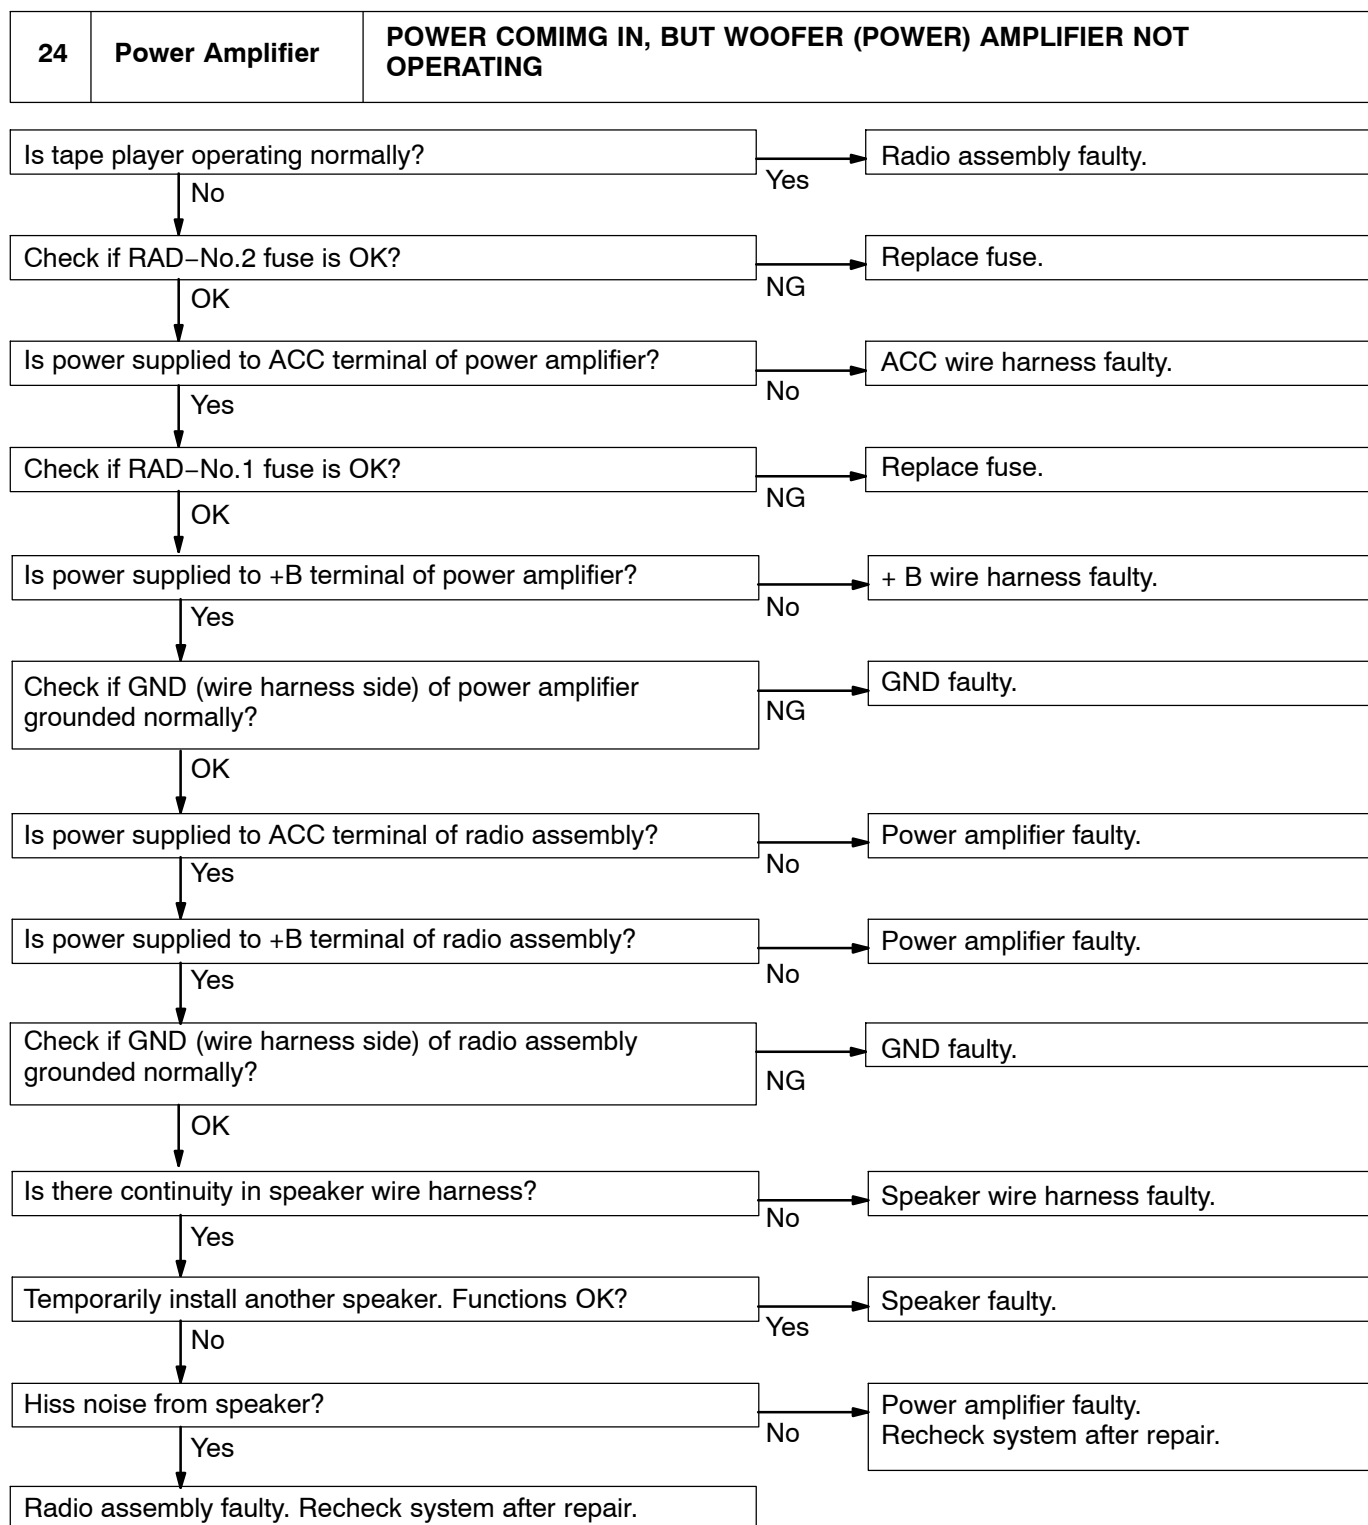 24
Power Amplifier
POWER COMIMG IN, BUT WOOFER (POWER) AMPLIFIER NOT
OPERATING
Is tape player operating normally?
Yes
Radio assembly faulty.
No
Check if RAD−No.2 fuse is OK?
NG
Replace fuse.
OK
Is power supplied to ACC terminal of power amplifier?
No
ACC wire harness faulty.
Yes
Check if RAD−No.1 fuse is OK?
NG
Replace fuse.
OK
Is power supplied to +B terminal of power amplifier?
No
+ B wire harness faulty.
Yes
Check if GND (wire harness side) of power amplifier
grounded normally?
NG
GND faulty.
OK
Is power supplied to ACC terminal of radio assembly?
No
Power amplifier faulty.
Yes
Is power supplied to +B terminal of radio assembly?
No
Power amplifier faulty.
Yes
Check if GND (wire harness side) of radio assembly
grounded normally?
NG
GND faulty.
OK
Is there continuity in speaker wire harness?
No
Speaker wire harness faulty.
Yes
Temporarily install another speaker. Functions OK?
Yes
Speaker faulty.
No
Hiss noise from speaker?
No
Power amplifier faulty.
Recheck system after repair.
Yes
Radio assembly faulty. Recheck system after repair.